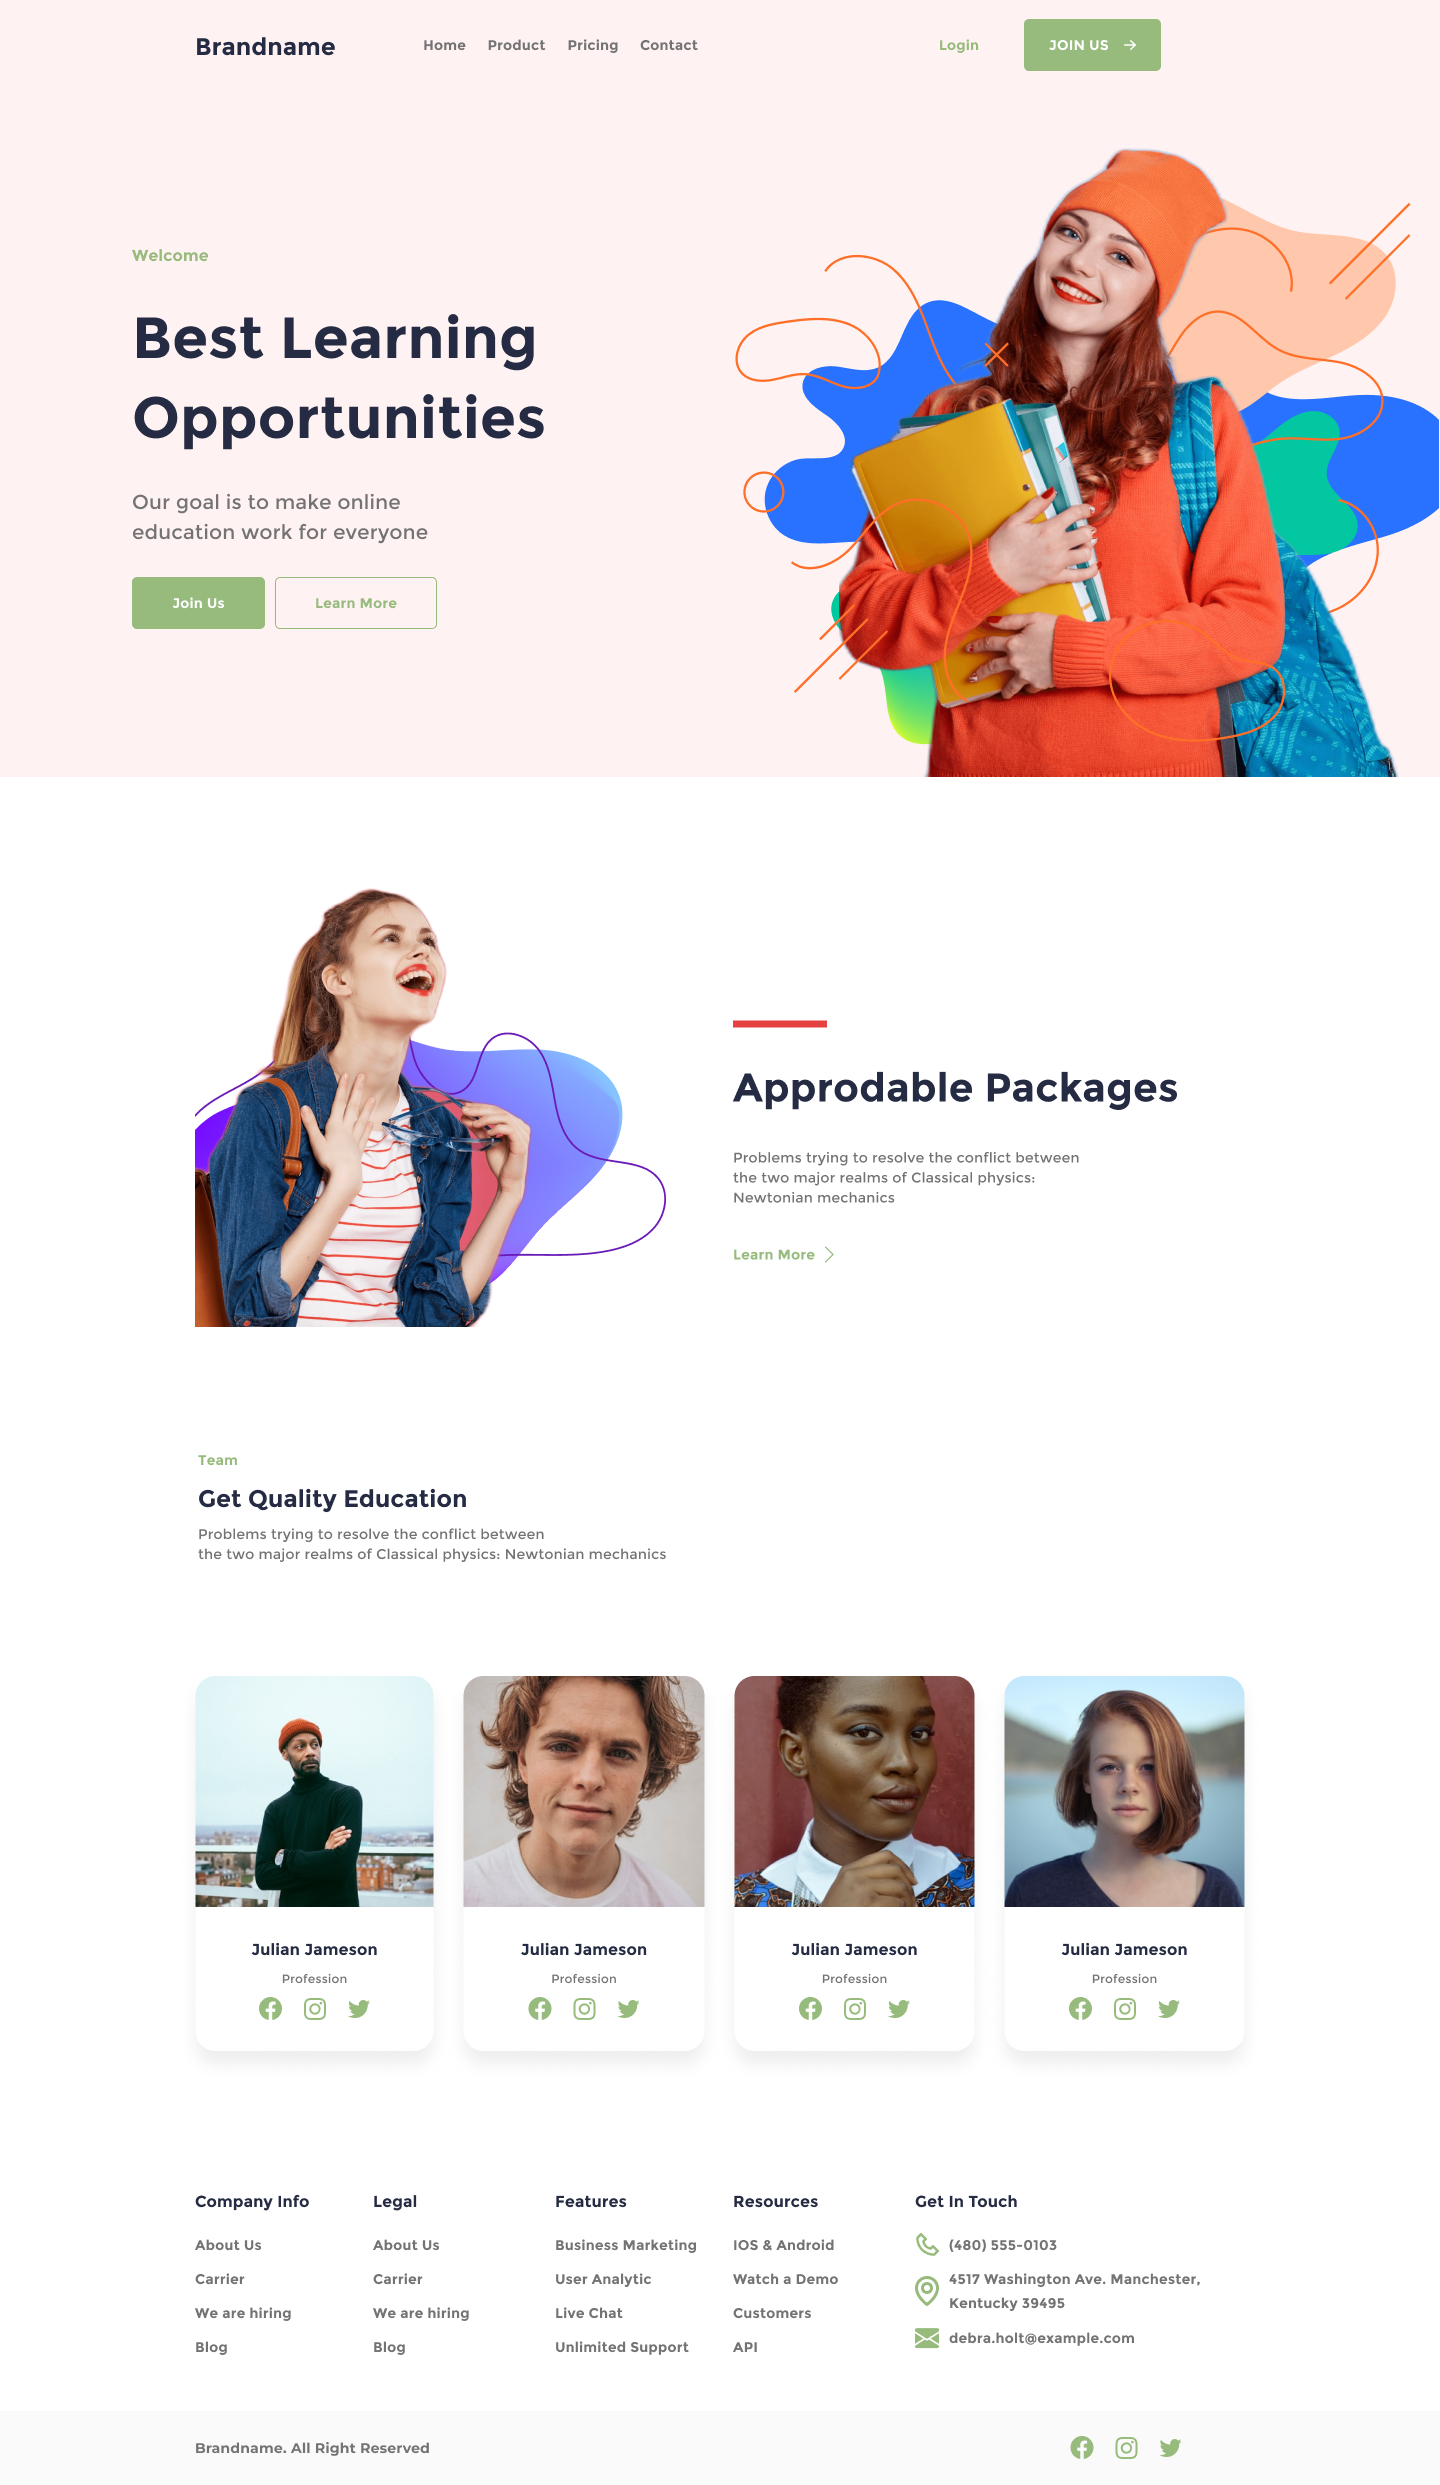 Brandname
Home Product Pricing Contact
Login
JOIN US
Welcome
Best Learning
Opportunities
Our goal is to make online
education work for everyone
Join Us
Learn More
Approdable Packages
Problems trying to resolve the conflict between
the two major realms of Classical physics:
Newtonian mechanics
Learn More
Team
Get Quality Education
Problems trying to resolve the conflict between
the two major realms of Classical physics: Newtonian mechanics
Julian Jameson
Profession
Julian Jameson
Profession
Julian Jameson
Profession
Julian Jameson
Profession
Company Info
About Us
Carrier
We are hiring
Blog
Legal
About Us
Carrier
We are hiring
Blog
Features
Business Marketing
User Analytic
Live Chat
Unlimited Support
Resources
IOS & Android
Watch a Demo
Customers
API
Get In Touch
(480) 555-0103
4517 Washington Ave. Manchester,
Kentucky 39495
debra.holt@example.com
Brandname. All Right Reserved